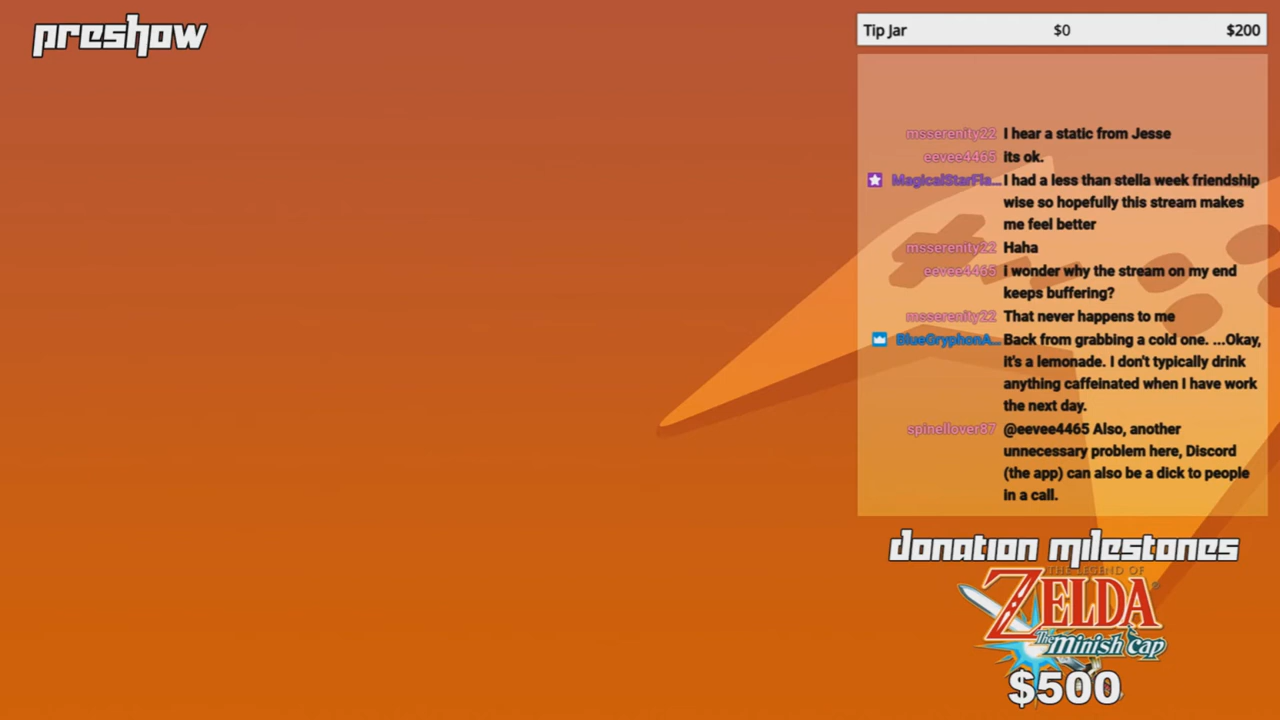 preshow
Tip Jar $0 $200
msserenity22 I hear a static from Jesse
eevee4465 its ok.
MagicalStarFla... I had a less than stella week friendship
wise so hopefully this stream makes
me feel better
msserenity22 Haha
eevee4465 i wonder why the stream on my end
keeps buffering?
msserenity22 That never happens to me
BlueGryphonA... Back from grabbing a cold one. ...Okay,
it's a lemonade. I don't typically drink
anything caffeinated when I have work
the next day.
spinellover87 @eevee4465 Also, another
unnecessary problem here, Discord
(the app) can also be a dick to people
in a call.
donation milestones
THE LEGEND OF
ZELDA
The Minish Cap
$500